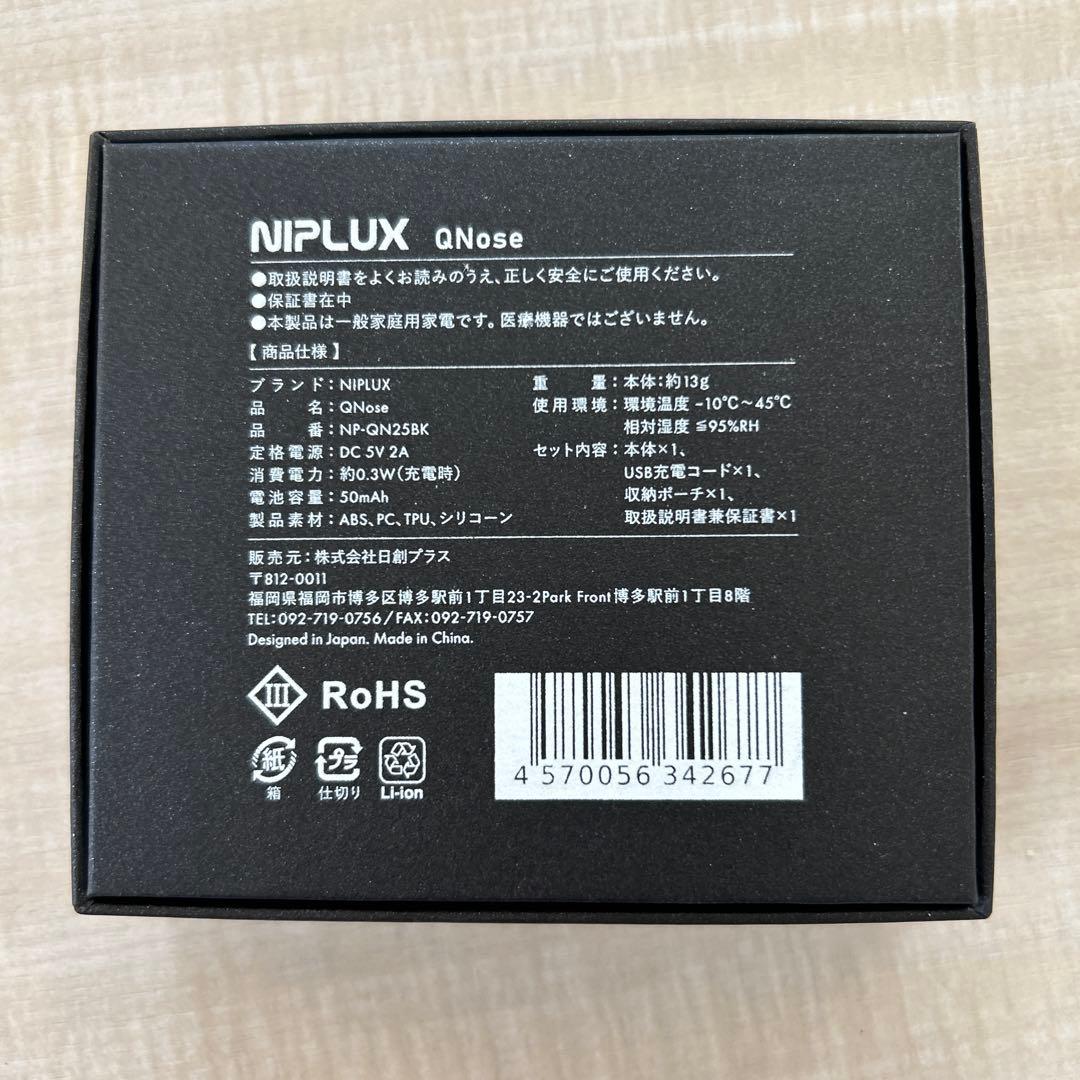 NIPLUX QNose
●取扱説明書をよくお読みのうえ、正しく安全にご使用ください。
●保証書在中
●本製品は一般家庭用家電です。医療機器ではございません。
【商品仕様】
ブランド：NIPLUX
品名：QNose
品番：NP-QN25BK
定格電源：DC 5V 2A
消費電力：約0.3W（充電時）
電池容量：50mAh
製品素材：ABS、PC、TPU、シリコーン
重量：本体：約13g
使用環境：環境温度 -10℃～45℃
相対湿度 ≦95%RH
セット内容：本体×1、
USB充電コード×1、
収納ポーチ×1、
取扱説明書兼保証書×1
販売元：株式会社日創プラス
〒812-0011
福岡県福岡市博多区博多駅前1丁目23-2Park Front博多駅前1丁目8階
TEL：092-719-0756/FAX：092-719-0757
Designed in Japan. Made in China.
III RoHS
紙 プラ
箱 仕切り Li-ion
4 570056 342677